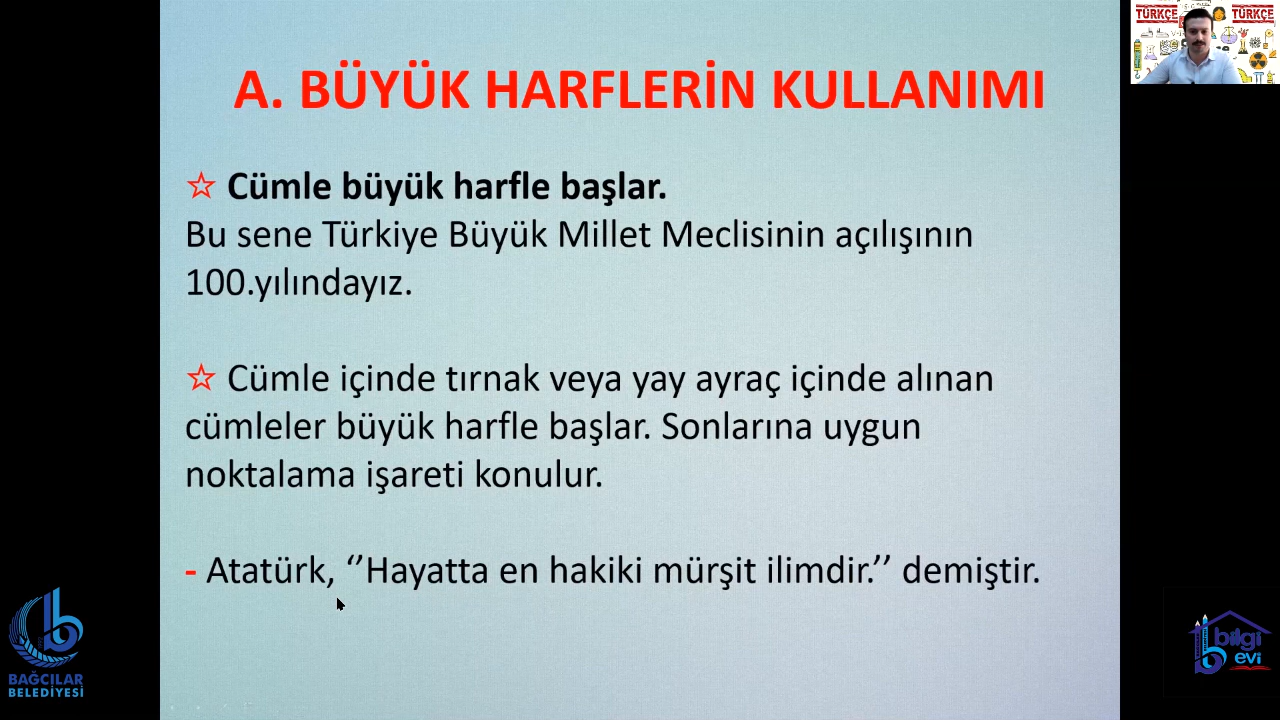 A. BÜYÜK HARFLERİN KULLANIMI
☆ Cümle büyük harfle başlar.
Bu sene Türkiye Büyük Millet Meclisinin açılışının
100.yılındayız.
☆ Cümle içinde tırnak veya yay ayraç içinde alınan
cümleler büyük harfle başlar. Sonlarına uygun
noktalama işareti konulur.
- Atatürk, ‘’Hayatta en hakiki mürşit ilimdir.’’ demiştir.
TÜRKÇE
TÜRKÇE
BAĞCILAR
BELEDİYESİ
bilgi
evi